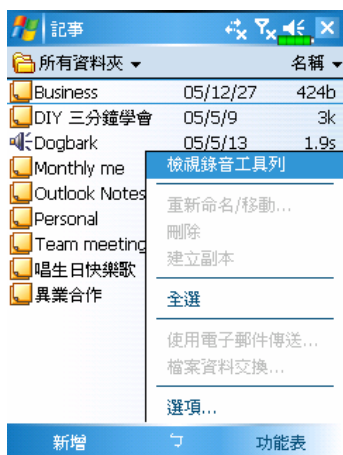 記事
所有資料夾 名稱
Business 05/12/27 424b
DIY 三分鐘學會 05/5/9 3k
Dogbark 05/5/13 1.9s
Monthly me
Outlook Notes
Personal
Team meeting
唱生日快樂歌
異業合作
檢視錄音工具列
重新命名/移動...
刪除
建立副本
全選
使用電子郵件傳送...
檔案資料交換...
選項...
新增 ㄅ 功能表